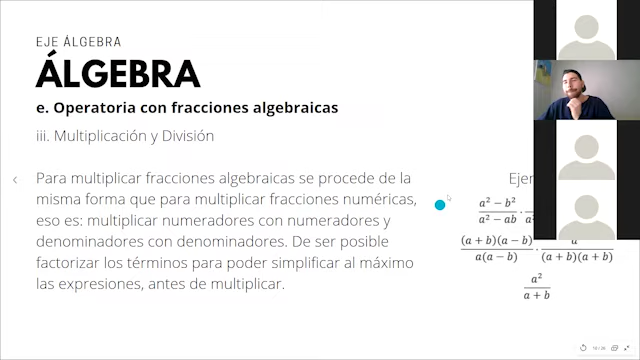 EJE ÁLGEBRA
ÁLGEBRA
e. Operatoria con fracciones algebraicas
iii. Multiplicación y División
Para multiplicar fracciones algebraicas se procede de la
misma forma que para multiplicar fracciones numéricas,
eso es: multiplicar numeradores con numeradores y
denominadores con denominadores. De ser posible
factorizar los términos para poder simplificar al máximo
las expresiones, antes de multiplicar.
a² − b²
a² − ab
(a + b)(a − b)
a(a − b)
(a + b)(a + b)
a²
a + b